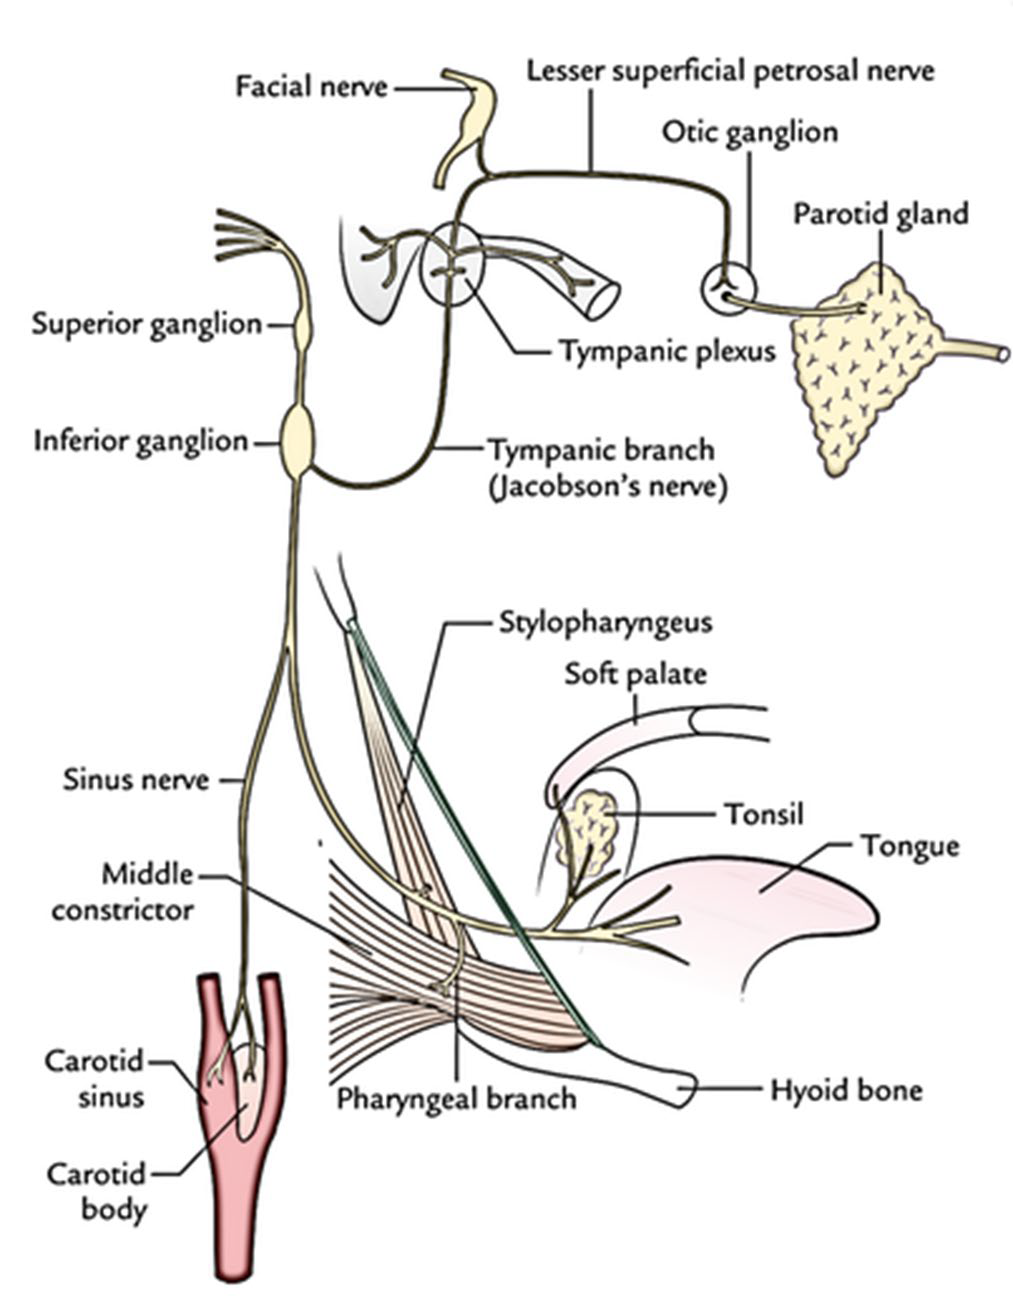 Facial nerve
Lesser superficial petrosal nerve
Otic ganglion
Parotid gland
Superior ganglion
Tympanic plexus
Inferior ganglion
Tympanic branch
(Jacobson's nerve)
Stylopharyngeus
Soft palate
Sinus nerve
Tonsil
Tongue
Middle
constrictor
Carotid
sinus
Pharyngeal branch
Hyoid bone
Carotid
body